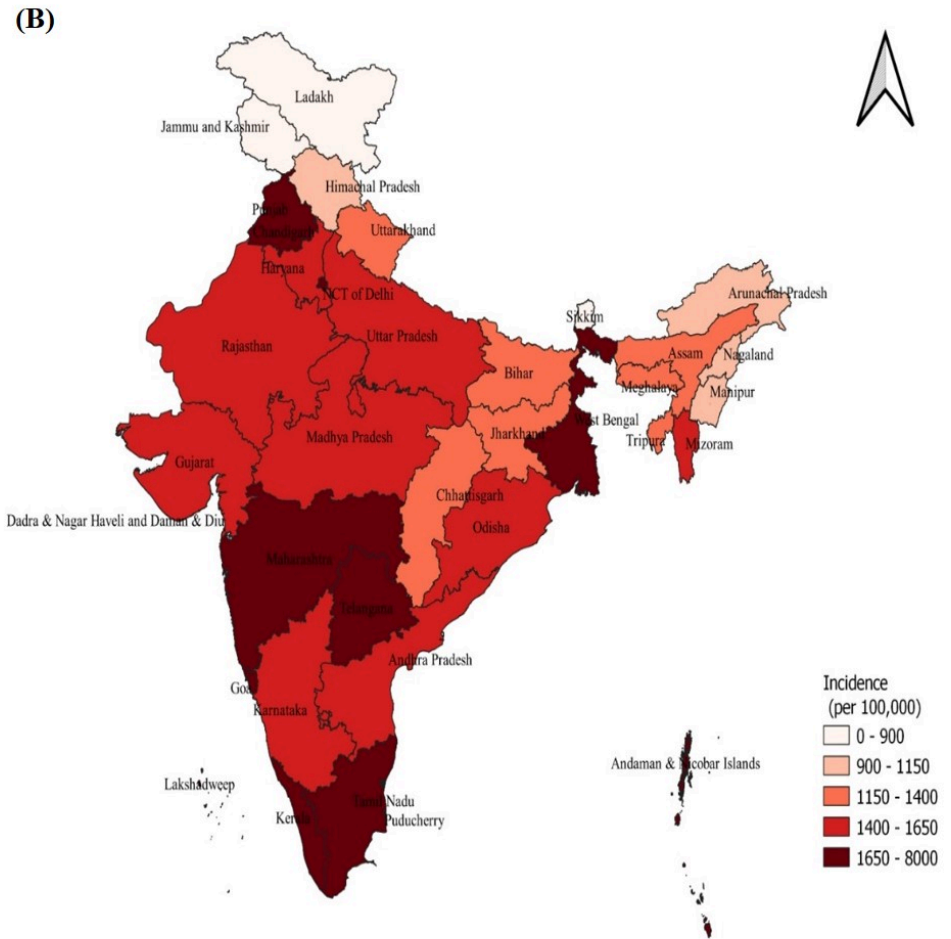 (B)
Ladakh
Jammu and Kashmir
Himachal Pradesh
Punjab
Chandigarh
Uttarakhand
Haryana
NCT of Delhi
Arunachal Pradesh
Sikkim
Uttar Pradesh
Rajasthan
Assam
Nagaland
Bihar
Meghalaya
Manipur
West Bengal
Jharkhand
Tripura
Mizoram
Madhya Pradesh
Gujarat
Chhattisgarh
Dadra & Nagar Haveli and Daman & Diu
Odisha
Maharashtra
Telangana
Andhra Pradesh
Goa
Karnataka
Incidence
(per 100,000)
0 - 900
900 - 1150
1150 - 1400
1400 - 1650
1650 - 8000
Andaman & Nicobar Islands
Lakshadweep
Tamil Nadu
Kerala
Puducherry